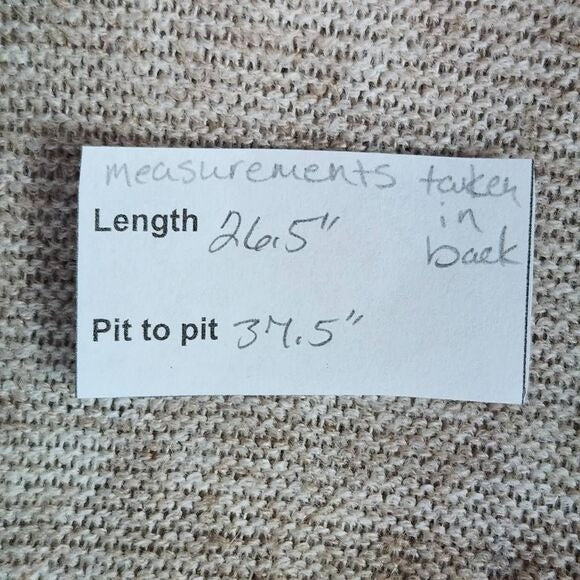 measurements taken
in
back
Length 26.5"
Pit to pit 37.5"